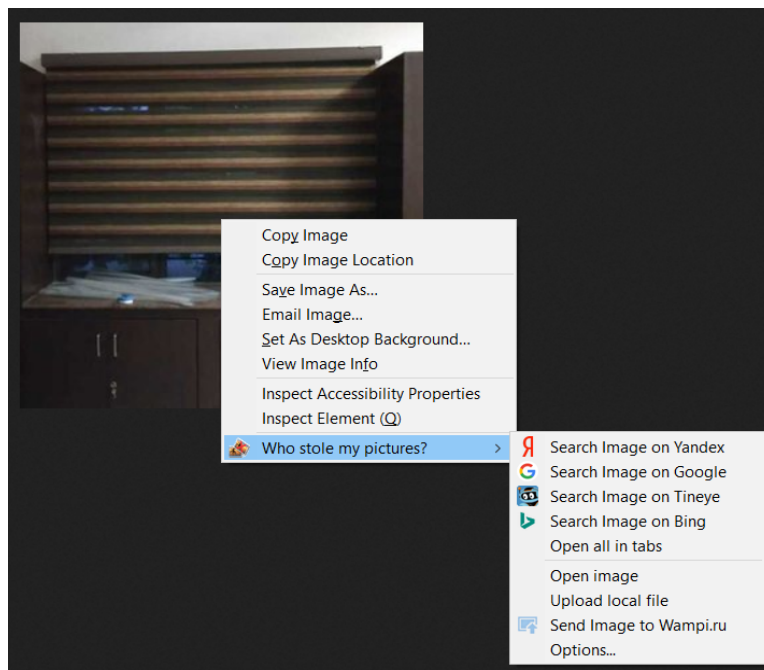 Copy Image
Copy Image Location
Save Image As...
Email Image...
Set As Desktop Background...
View Image Info
Inspect Accessibility Properties
Inspect Element (Q)
Who stole my pictures?
Search Image on Yandex
Search Image on Google
Search Image on Tineye
Search Image on Bing
Open all in tabs
Open image
Upload local file
Send Image to Wampi.ru
Options...